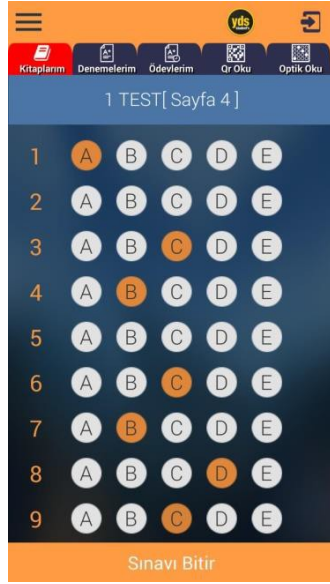 yds
Kitaplarım Denemelerim Ödevlerim Qr Oku Optik Oku
1 TEST[ Sayfa 4 ]
1 A B C D E
2 A B C D E
3 A B C D E
4 A B C D E
5 A B C D E
6 A B C D E
7 A B C D E
8 A B C D E
9 A B C D E
Sınavı Bitir